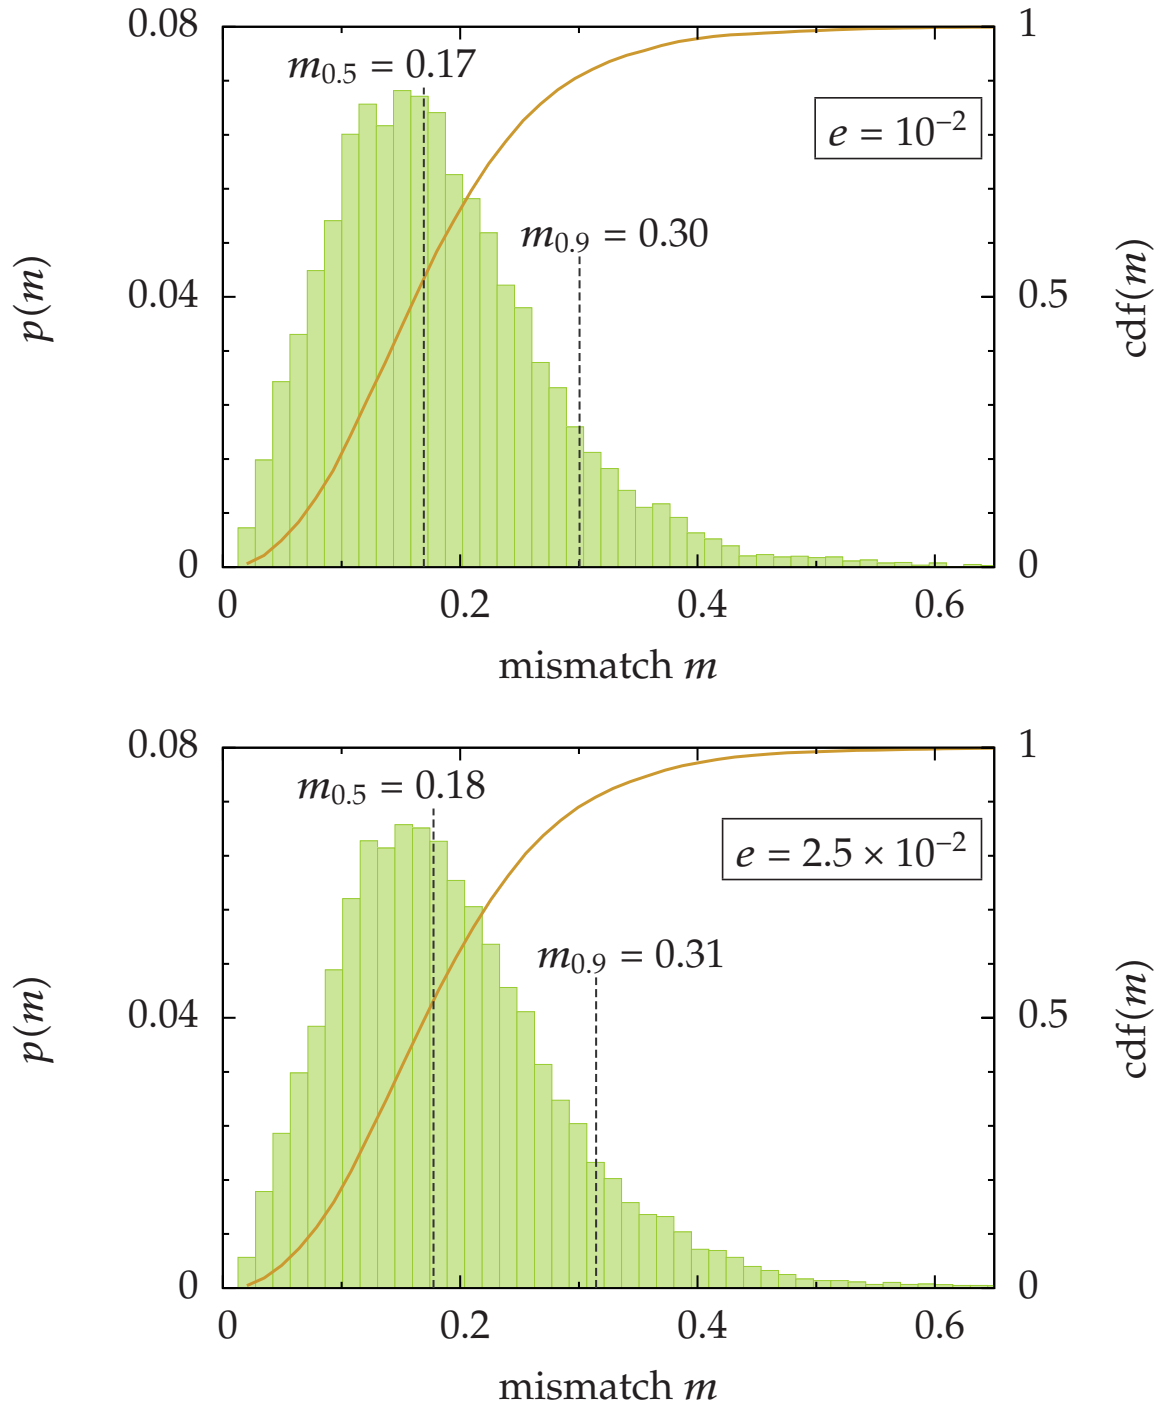 0.08
1
m0.5 = 0.17
e = 10−2
m0.9 = 0.30
p(m)
0.04
0.5
cdf(m)
0
0
0
0.2
0.4
0.6
mismatch m
0.08
1
m0.5 = 0.18
e = 2.5 × 10−2
m0.9 = 0.31
p(m)
0.04
0.5
cdf(m)
0
0
0
0.2
0.4
0.6
mismatch m